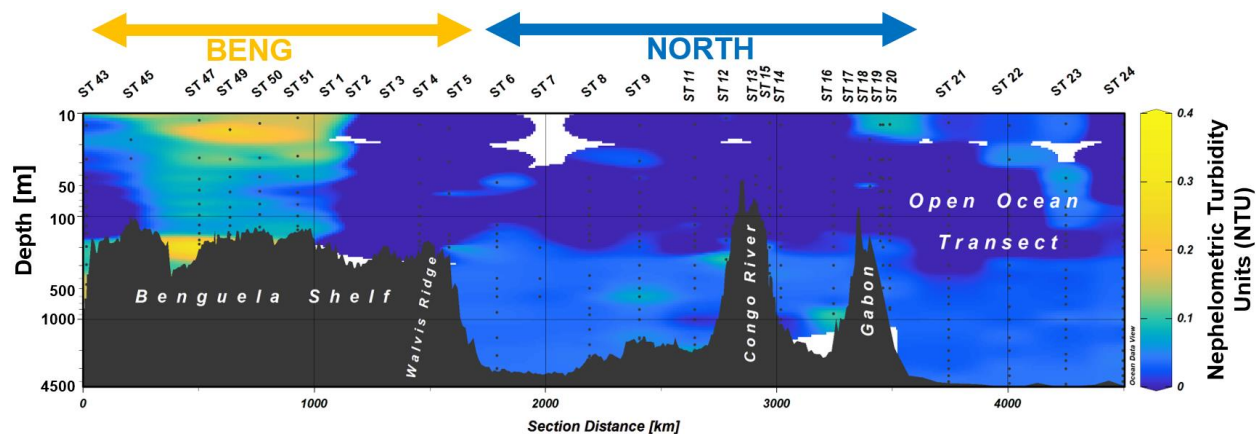 BENG
NORTH
ST 43 ST 45 ST 47 ST 49 ST 50 ST 51 ST 1 ST 2 ST 3 ST 4 ST 5 ST 6 ST 7 ST 8 ST 9 ST 11 ST 12 ST 13 ST 15 ST 14 ST 16 ST 17 ST 18 ST 19 ST 20 ST 21 ST 22 ST 23 ST 24
Depth [m]
10
50
100
500
1000
4500
Benguela Shelf
Walvis Ridge
Congo River
Gabon
Open Ocean
Transect
Ocean Data View
0 1000 2000 3000 4000
Section Distance [km]
0.4
0.3
0.2
0.1
0
Nephelometric Turbidity
Units (NTU)